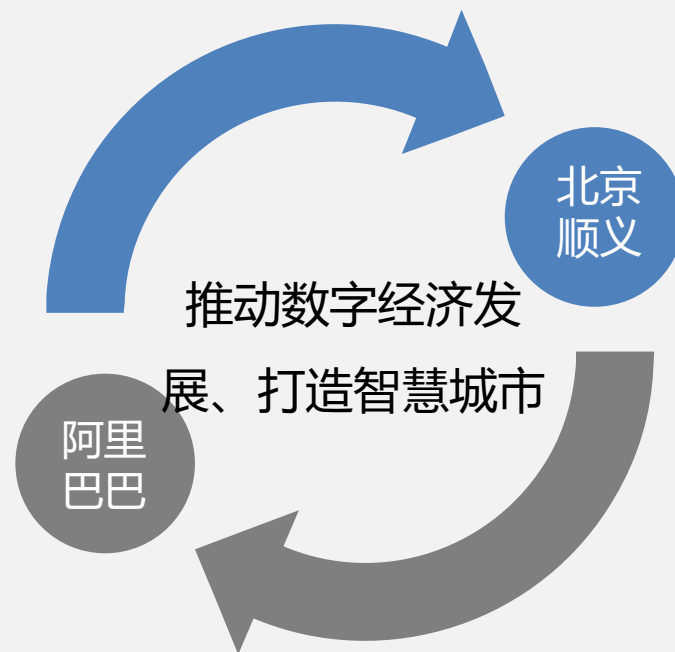 北京
顺义
推动数字经济发
展、打造智慧城市
阿里
巴巴